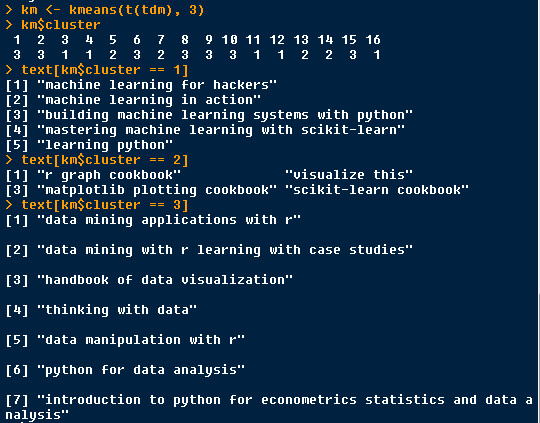 > km <- kmeans(t(tdm), 3)
> km$cluster
 1  2  3  4  5  6  7  8  9 10 11 12 13 14 15 16
 3  3  1  1  2  3  2  3  3  3  1  1  2  2  3  1
> text[km$cluster == 1]
[1] "machine learning for hackers"
[2] "machine learning in action"
[3] "building machine learning systems with python"
[4] "mastering machine learning with scikit-learn"
[5] "learning python"
> text[km$cluster == 2]
[1] "r graph cookbook"             "visualize this"
[3] "matplotlib plotting cookbook" "scikit-learn cookbook"
> text[km$cluster == 3]
[1] "data mining applications with r"
[2] "data mining with r learning with case studies"
[3] "handbook of data visualization"
[4] "thinking with data"
[5] "data manipulation with r"
[6] "python for data analysis"
[7] "introduction to python for econometrics statistics and data a
nalysis"